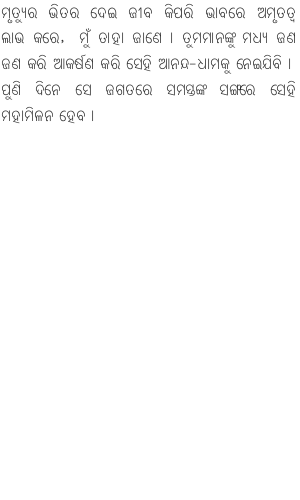 ମୃତ୍ୟୁର ଭିତର ଦେଇ ଜୀବ କିପରି ଭାବରେ ଅମୃତତ୍ୱ
ଲାଭ କରେ, ମୁଁ ତାହା ଜାଣେ । ତୁମମାନଙ୍କୁ ମଧ୍ୟ ଜଣ
ଜଣ କରି ଆକର୍ଷଣ କରି ସେହି ଆନନ୍ଦ-ଧାମକୁ ନେଇଯିବି ।
ପୁଣି ଦିନେ ସେ ଜଗତରେ ସମସ୍ତଙ୍କ ସଙ୍ଗରେ ସେହି
ମହାମିଳନ ହେବ ।